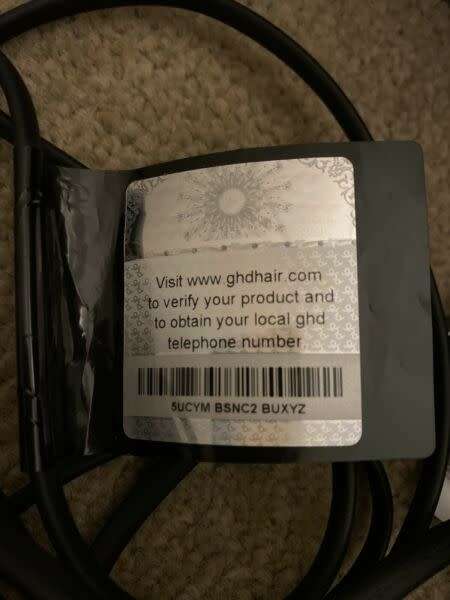 Visit www ghdhair.com
to verify your product and
to obtain your local ghd
telephone number
5UCYM BSNC2 BUXYZ